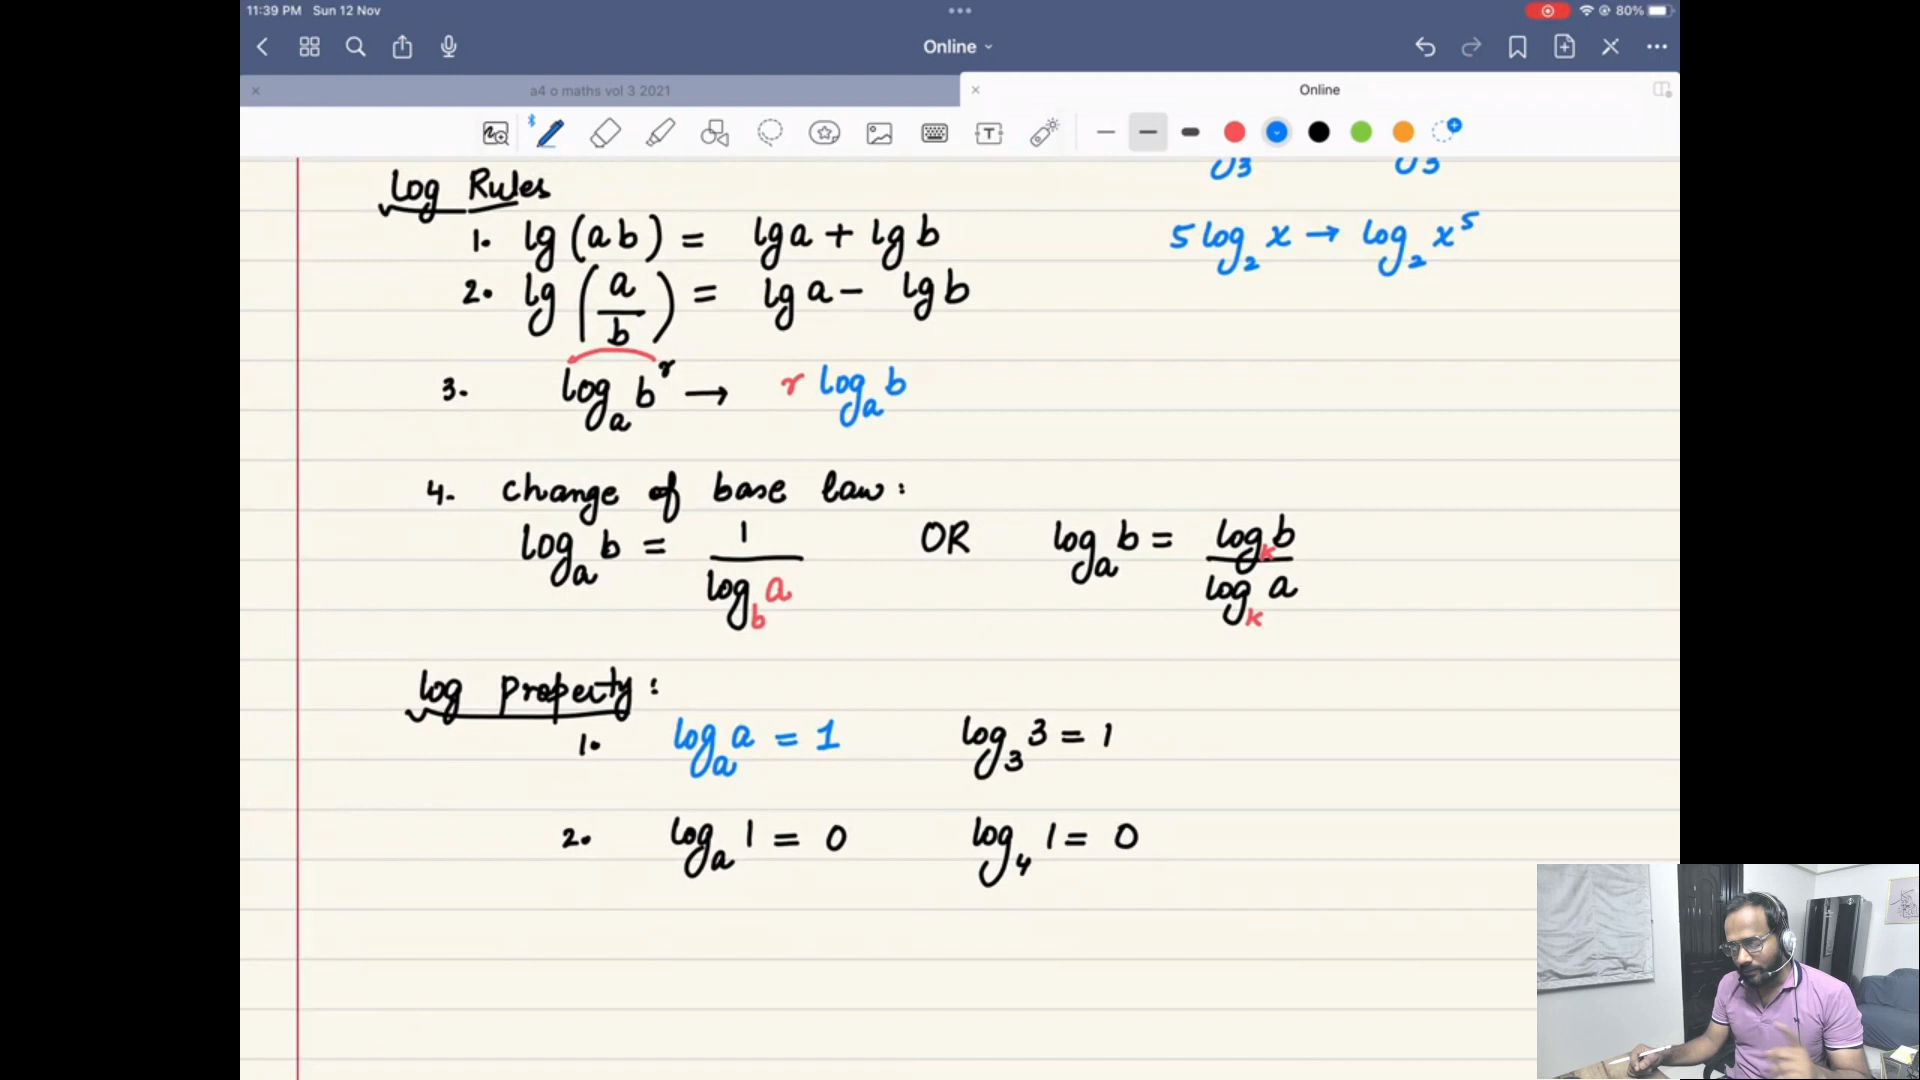 11:39 PM Sun 12 Nov
80%
Online
a4 o maths vol 3 2021
Online
Log Rules
1. lg (ab) = lg a + lg b
5 log₂ x → log₂ x⁵
2. lg (a/b) = lg a − lg b
3. logₐ bʳ → r logₐ b
4. change of base law:
logₐ b = 1/log_b a OR logₐ b = log_k b/log_k a
log property:
1. logₐ a = 1 log₃ 3 = 1
2. logₐ 1 = 0 log₄ 1 = 0